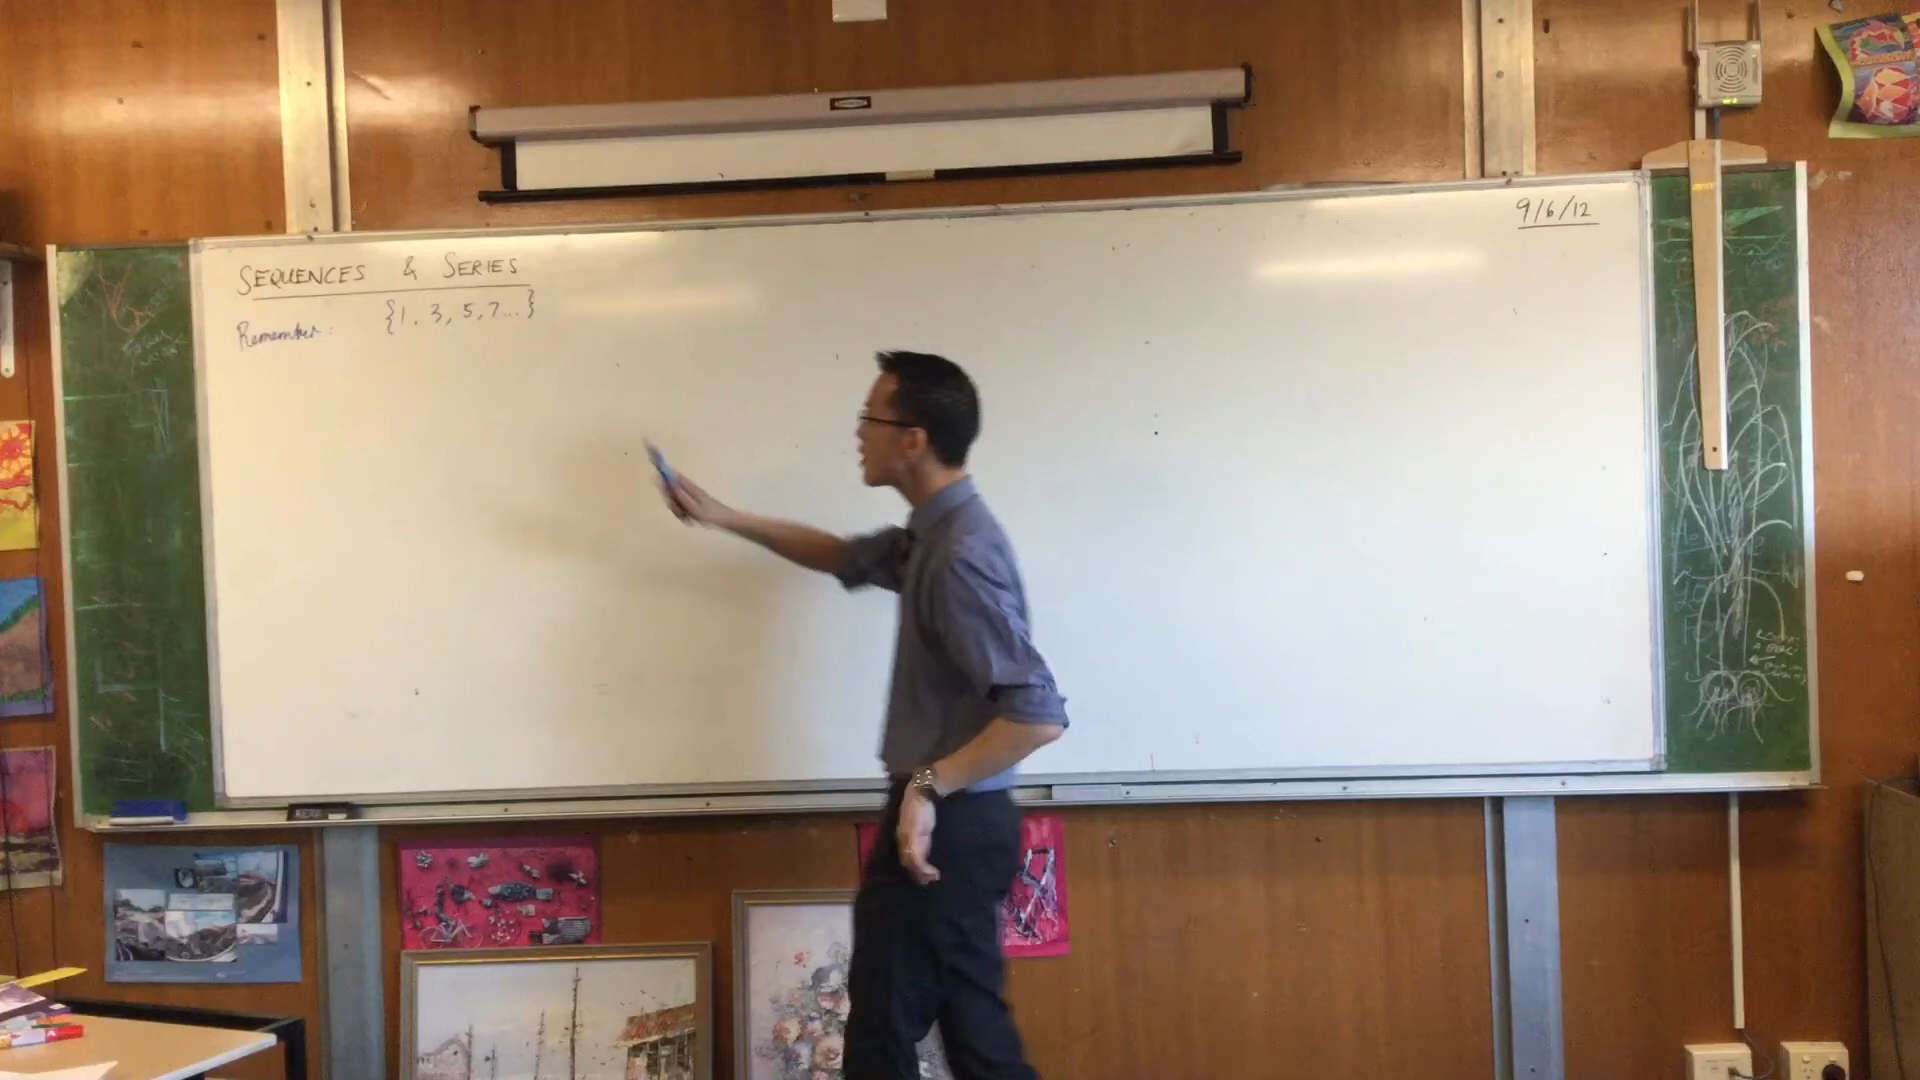 9/6/12
SEQUENCES & SERIES
Remember: {1, 3, 5, 7...}